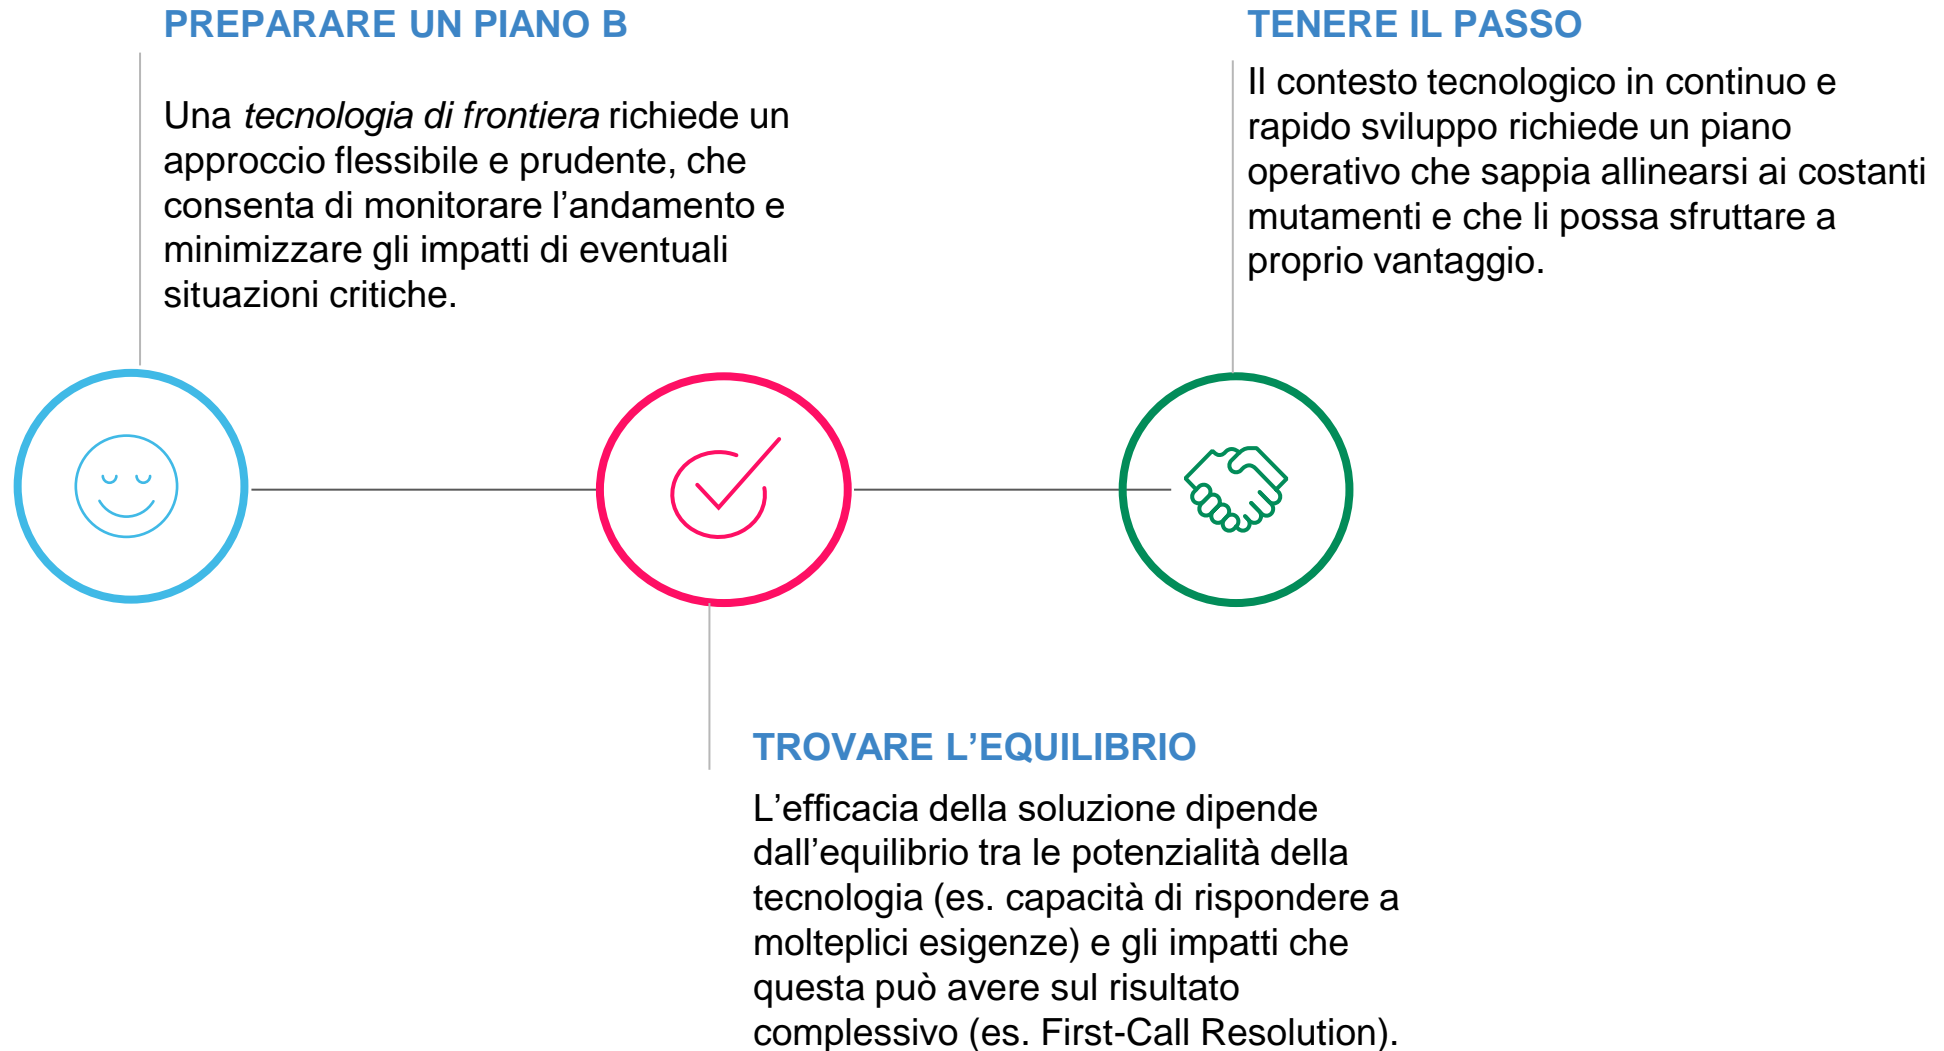 PREPARARE UN PIANO B
Una tecnologia di frontiera richiede un
approccio flessibile e prudente, che
consenta di monitorare l’andamento e
minimizzare gli impatti di eventuali
situazioni critiche.
TENERE IL PASSO
Il contesto tecnologico in continuo e
rapido sviluppo richiede un piano
operativo che sappia allinearsi ai costanti
mutamenti e che li possa sfruttare a
proprio vantaggio.
TROVARE L’EQUILIBRIO
L’efficacia della soluzione dipende
dall’equilibrio tra le potenzialità della
tecnologia (es. capacità di rispondere a
molteplici esigenze) e gli impatti che
questa può avere sul risultato
complessivo (es. First-Call Resolution).